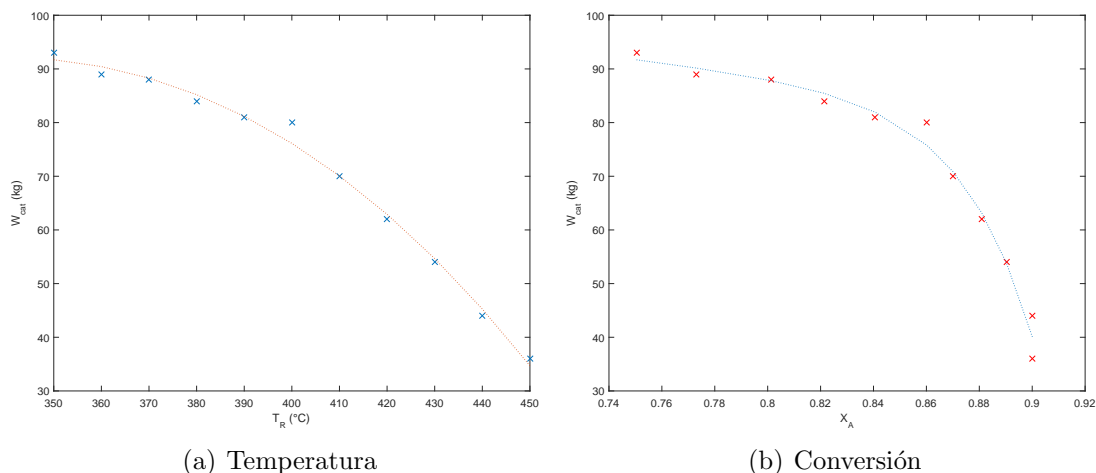 100
90
80
70
60
50
40
30
W_cat (kg)
350 360 370 380 390 400 410 420 430 440 450
T_R (°C)
(a) Temperatura
100
90
80
70
60
50
40
30
W_cat (kg)
0.74 0.76 0.78 0.8 0.82 0.84 0.86 0.88 0.9 0.92
X_A
(b) Conversión